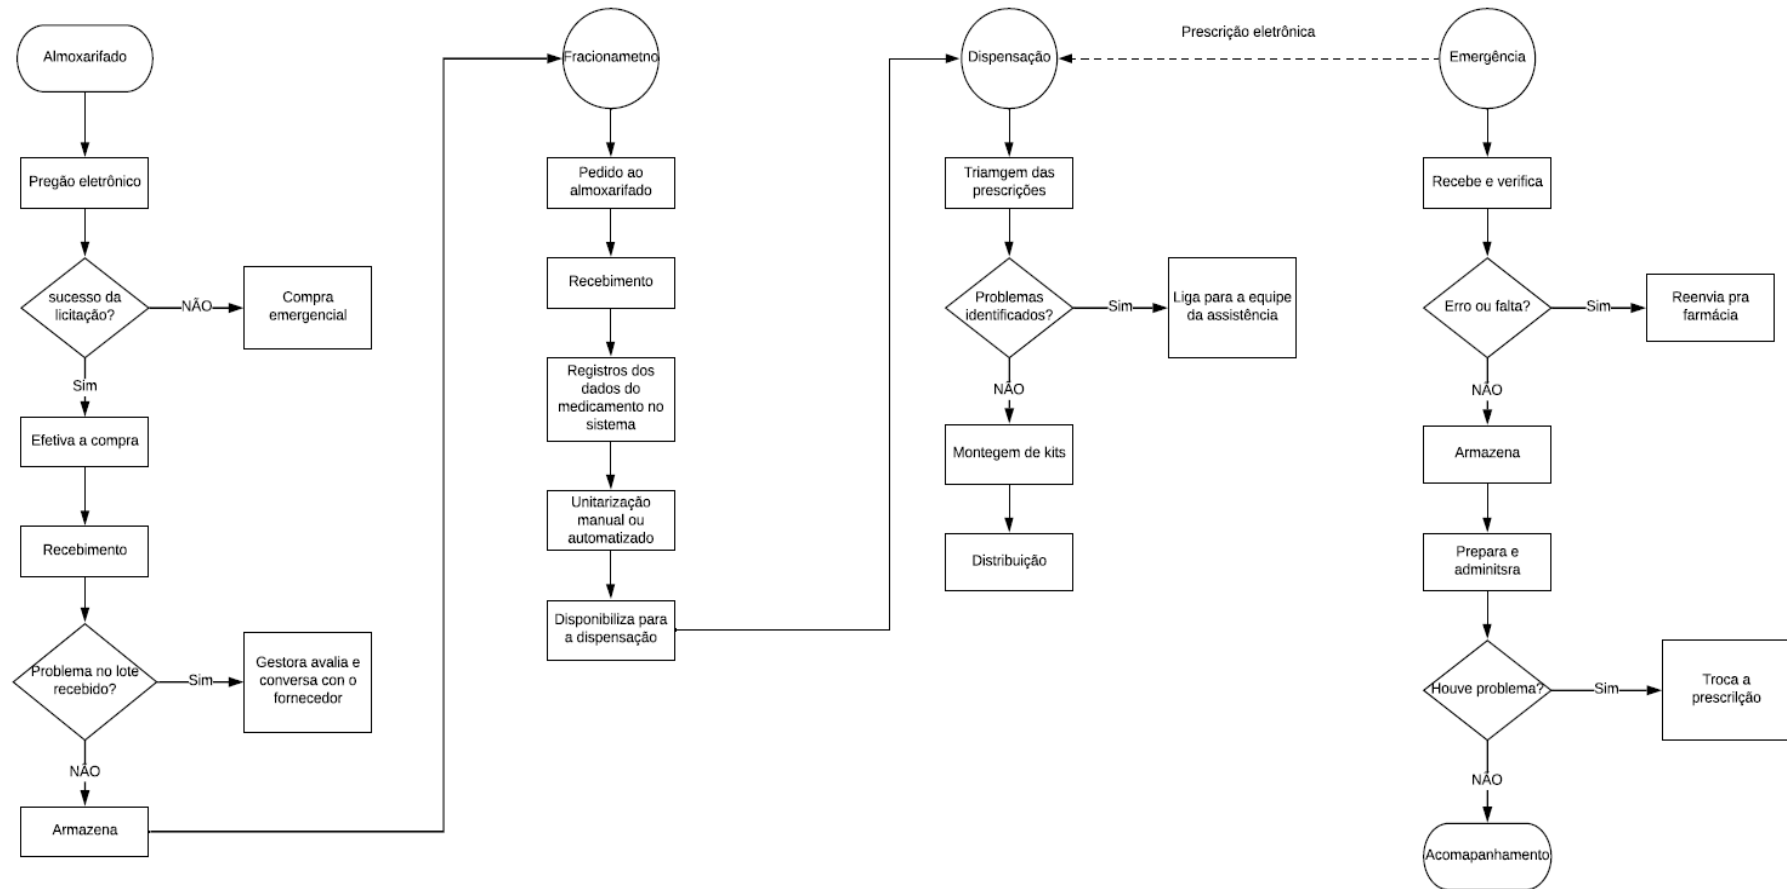 Almoxarifado
Pregão eletrônico
sucesso da
licitação?
NÃO
Compra
emergencial
Sim
Efetiva a compra
Recebimento
Problema no lote
recebido?
Sim
Gestora avalia e
conversa con o
fornecedor
NÃO
Armazena
Fracionametno
Pedido ao
almoxarifado
Recebimento
Registros dos
dados do
medicamento no
sistema
Unitarização
manual ou
automatizado
Disponibiliza para
a dispensação
Dispensação
Triamgem das
prescrições
Problemas
identificados?
Sim
Liga para a equipe
da assistência
NÃO
Montegem de kits
Distribuição
Prescrição eletrônica
Emergência
Recebe e verifica
Erro ou falta?
Sim
Reenvia pra
farmácia
NÃO
Armazena
Prepara e
adminitsra
Houve problema?
Sim
Troca a
prescrilção
NÃO
Acomapanhamento